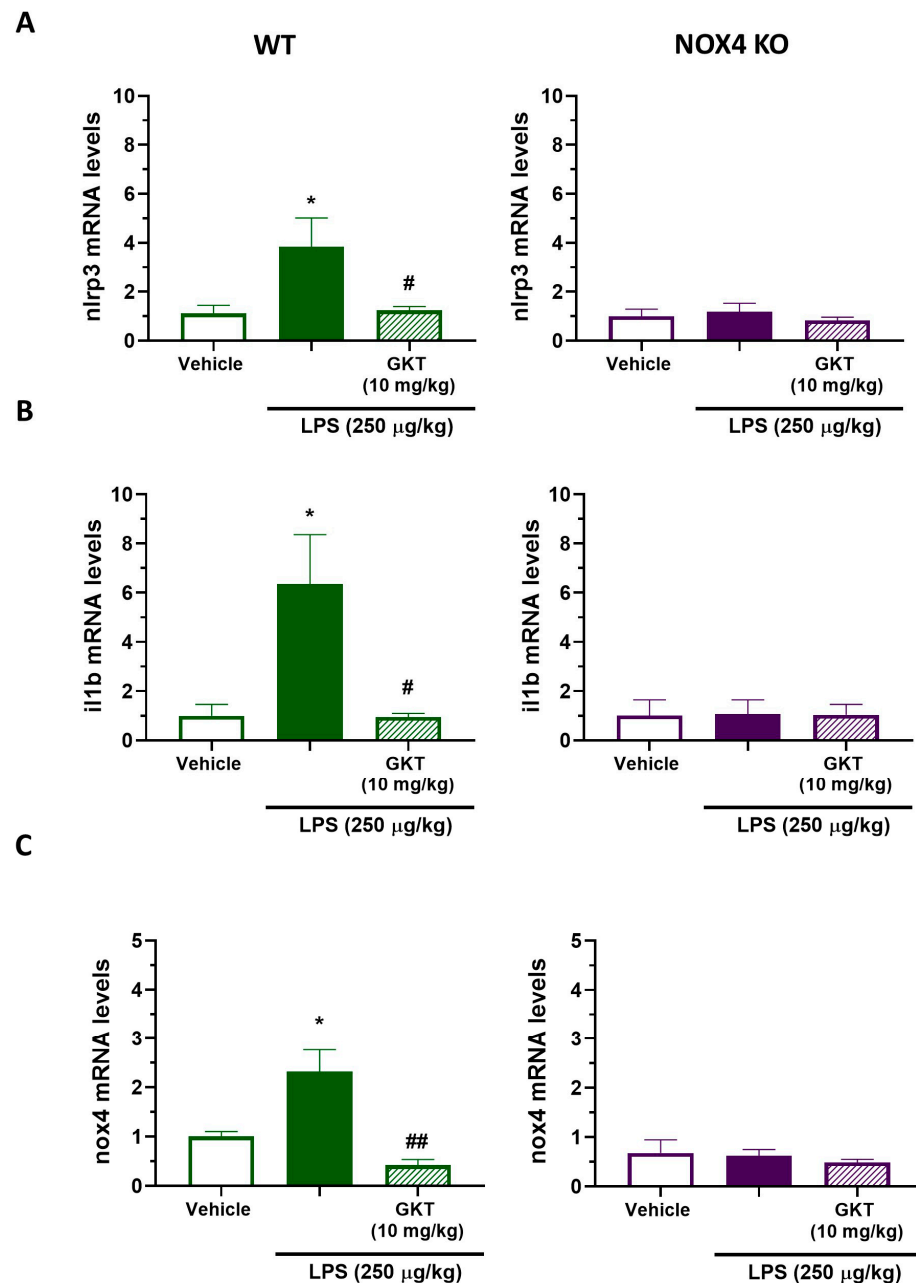 A
WT
NOX4 KO
nlrp3 mRNA levels
10
8
6
4
2
0
*
#
Vehicle
GKT
(10 mg/kg)
LPS (250 μg/kg)
nlrp3 mRNA levels
10
8
6
4
2
0
Vehicle
GKT
(10 mg/kg)
LPS (250 μg/kg)
B
il1b mRNA levels
10
8
6
4
2
0
*
#
Vehicle
GKT
(10 mg/kg)
LPS (250 μg/kg)
il1b mRNA levels
10
8
6
4
2
0
Vehicle
GKT
(10 mg/kg)
LPS (250 μg/kg)
C
nox4 mRNA levels
5
4
3
2
1
0
*
##
Vehicle
GKT
(10 mg/kg)
LPS (250 μg/kg)
nox4 mRNA levels
5
4
3
2
1
0
Vehicle
GKT
(10 mg/kg)
LPS (250 μg/kg)